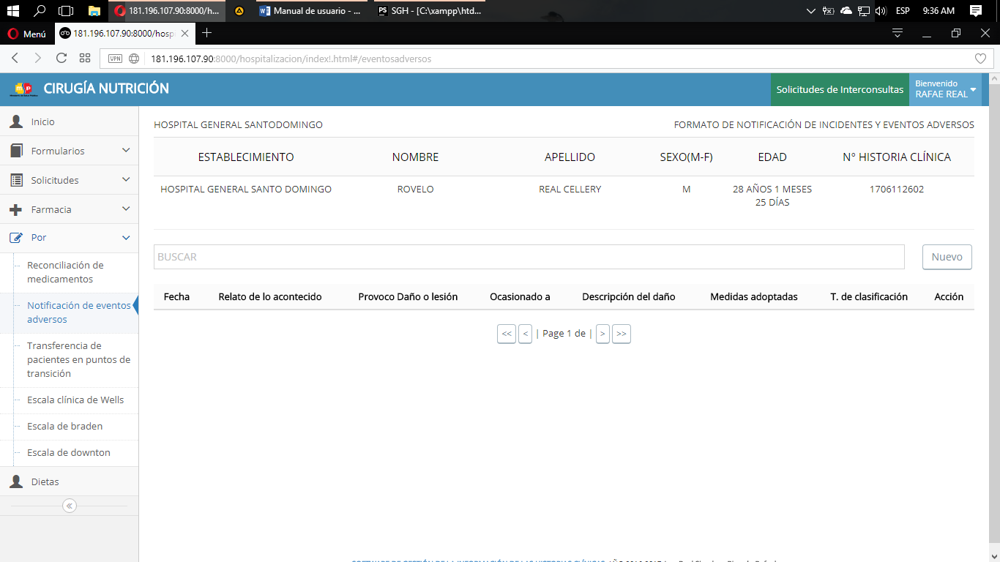 181.196.107.90:8000/h...
Manual de usuario - ...
SGH - [C:\xampp\htd...
ESP
9:36 AM
Menú
181.196.107.90:8000/hosp
VPN
181.196.107.90:8000/hospitalizacion/index!.html#/eventosadversos
CIRUGÍA NUTRICIÓN
Solicitudes de Interconsultas
Bienvenido
RAFAE REAL
Inicio
Formularios
Solicitudes
Farmacia
Por
Reconciliación de
medicamentos
Notificación de eventos
adversos
Transferencia de
pacientes en puntos de
transición
Escala clínica de Wells
Escala de braden
Escala de downton
Dietas
HOSPITAL GENERAL SANTODOMINGO
FORMATO DE NOTIFICACIÓN DE INCIDENTES Y EVENTOS ADVERSOS
ESTABLECIMIENTO NOMBRE APELLIDO SEXO(M-F) EDAD N° HISTORIA CLÍNICA
HOSPITAL GENERAL SANTO DOMINGO ROVELO REAL CELLERY M 28 AÑOS 1 MESES 1706112602
25 DÍAS
BUSCAR
Nuevo
Fecha Relato de lo acontecido Provoco Daño o lesión Ocasionado a Descripción del daño Medidas adoptadas T. de clasificación Acción
<< < | Page 1 de | > >>